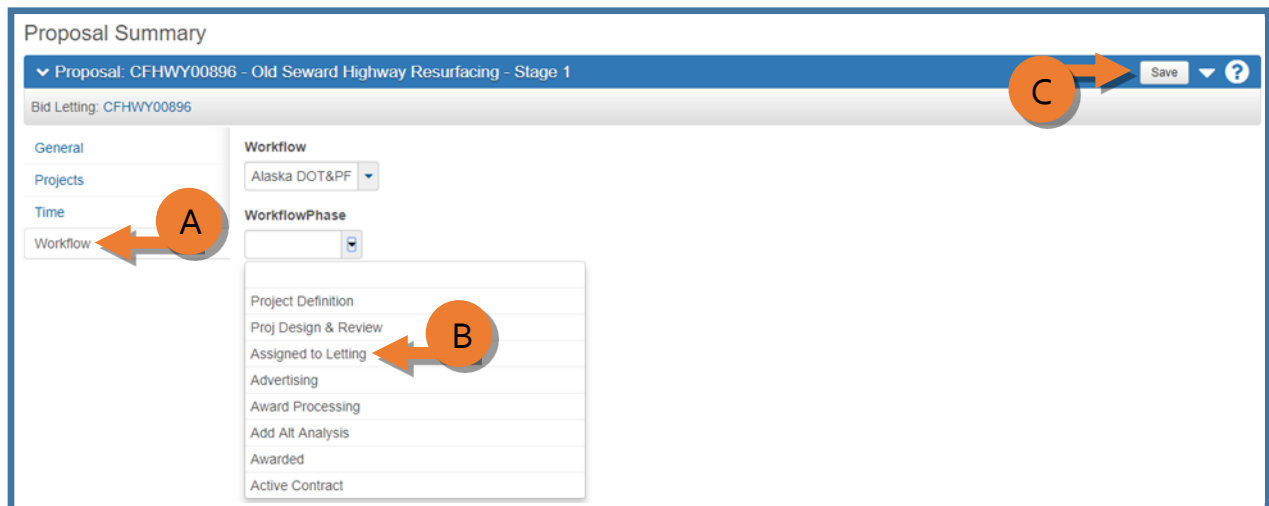 Proposal Summary
Proposal: CFHWY00896 - Old Seward Highway Resurfacing - Stage 1
Save
?
C
Bid Letting: CFHWY00896
General
Projects
Time
Workflow
A
Workflow
Alaska DOT&PF
WorkflowPhase
Project Definition
Proj Design & Review
Assigned to Letting
B
Advertising
Award Processing
Add Alt Analysis
Awarded
Active Contract